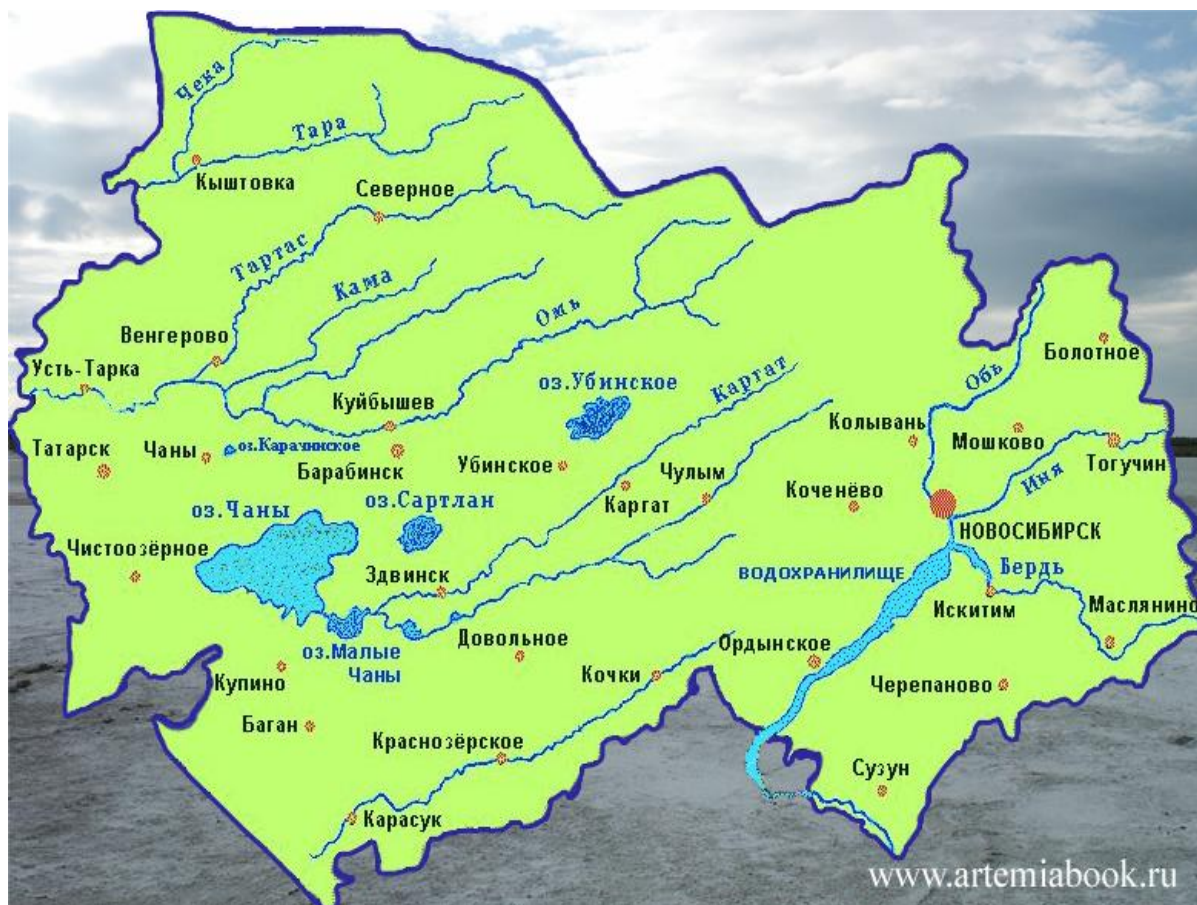 Чека
Тара
Кыштовка
Северное
Тартас
Кама
Омь
Венгерово
Усть-Тарка
Болотное
оз.Убинское
Каргат
Обь
Куйбышев
Колывань
Мошково
Татарск
Чаны
оз.Карачинское
Барабинск
Убинское
Чулым
Тогучин
Иня
оз.Чаны
оз.Сартлан
Каргат
Коченёво
НОВОСИБИРСК
Чистоозёрное
Здвинск
ВОДОХРАНИЛИЩЕ
Бердь
Искитим
Маслянино
оз.Малые
Чаны
Довольное
Ордынское
Купино
Кочки
Черепаново
Баган
Краснозёрское
Сузун
Карасук
www.artemiabook.ru